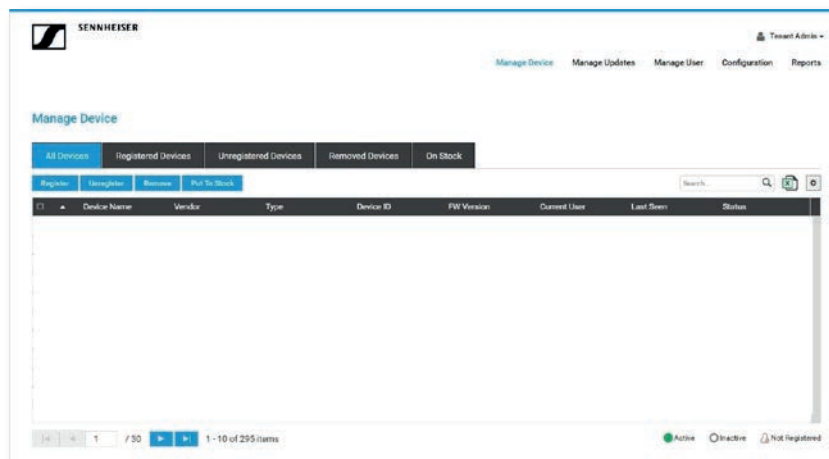 SENNHEISER
Tenant Admin
Manage Device Manage Updates Manage User Configuration Reports
Manage Device
All Devices Registered Devices Unregistered Devices Removed Devices On Stock
Register Unregister Remove Put To Stock Search..
Device Name Vendor Type Device ID FW Version Current User Last Seen Status
1 / 30 1 - 10 of 295 items Active Inactive Not Registered